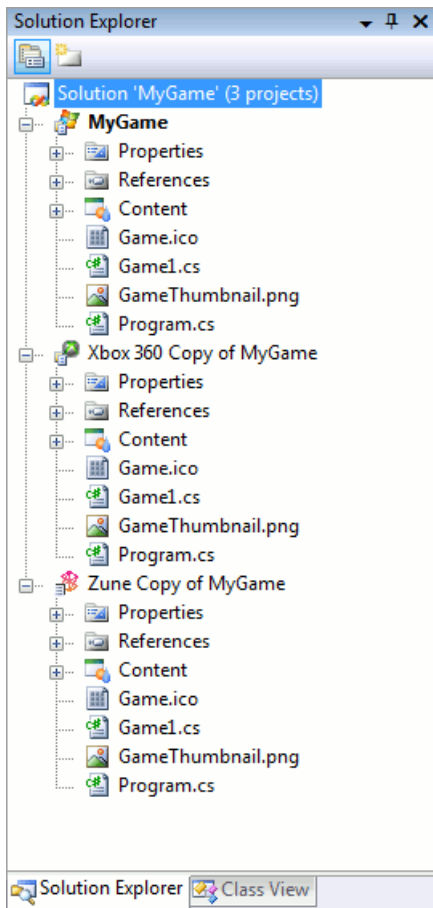 Solution Explorer
Solution 'MyGame' (3 projects)
MyGame
Properties
References
Content
Game.ico
Game1.cs
GameThumbnail.png
Program.cs
Xbox 360 Copy of MyGame
Properties
References
Content
Game.ico
Game1.cs
GameThumbnail.png
Program.cs
Zune Copy of MyGame
Properties
References
Content
Game.ico
Game1.cs
GameThumbnail.png
Program.cs
Solution Explorer Class View